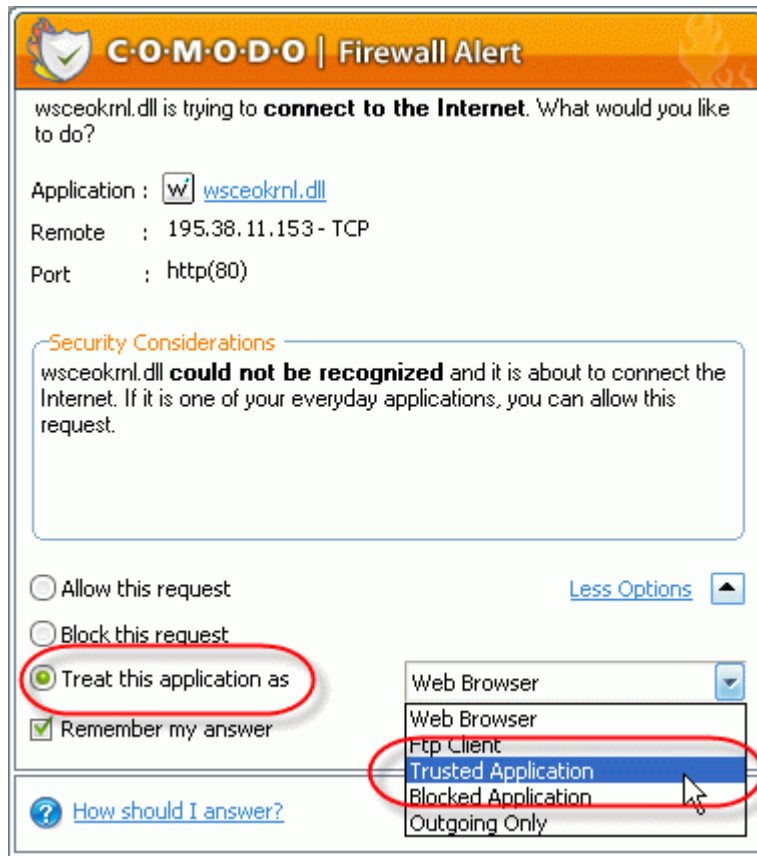 C·O·M·O·D·O | Firewall Alert
wsceokrnl.dll is trying to connect to the Internet. What would you like
to do?
Application : W wsceokrnl.dll
Remote : 195.38.11.153 - TCP
Port : http(80)
Security Considerations
wsceokrnl.dll could not be recognized and it is about to connect the
Internet. If it is one of your everyday applications, you can allow this
request.
Allow this request
Less Options
Block this request
Treat this application as
Web Browser
Remember my answer
Web Browser
Ftp Client
Trusted Application
Blocked Application
Outgoing Only
? How should I answer?